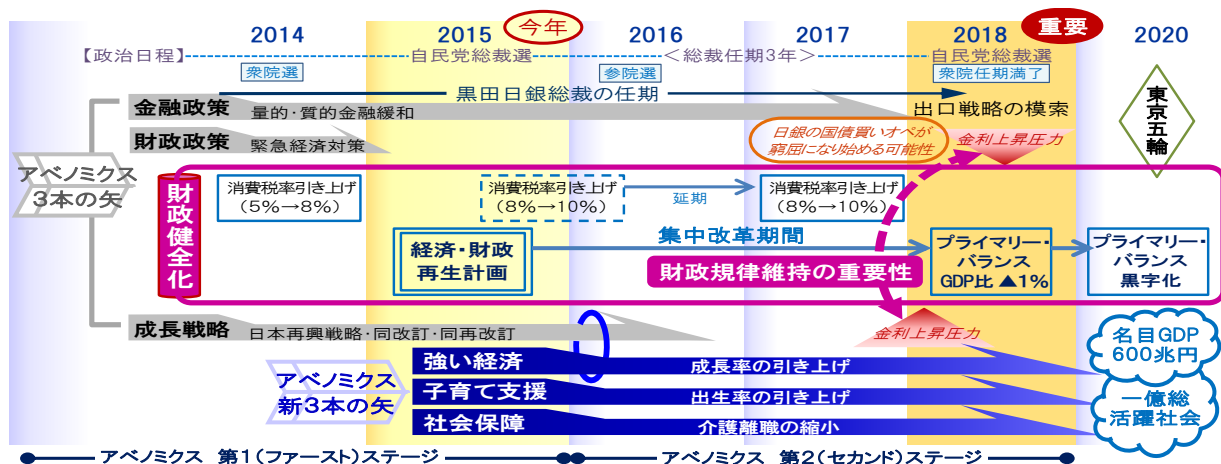 今年
重要
2014
2015
2016
2017
2018
2020
【政治日程】
自民党総裁選
＜総裁任期3年＞
自民党総裁選
衆院選
参院選
衆院任期満了
黒田日銀総裁の任期
金融政策
量的・質的金融緩和
出口戦略の模索
東京五輪
財政政策
緊急経済対策
日銀の国債買いオペが
窮屈になり始める可能性
金利上昇圧力
アベノミクス
3本の矢
財政健全化
消費税率引き上げ
（5%→8%）
消費税率引き上げ
（8%→10%）
延期
消費税率引き上げ
（8%→10%）
経済・財政
再生計画
集中改革期間
財政規律維持の重要性
プライマリー・
バランス
GDP比 ▲1%
プライマリー・
バランス
黒字化
成長戦略
日本再興戦略・同改訂・同再改訂
金利上昇圧力
名目GDP
600兆円
アベノミクス
新3本の矢
強い経済
成長率の引き上げ
子育て支援
出生率の引き上げ
一億総
活躍社会
社会保障
介護離職の縮小
アベノミクス 第1（ファースト）ステージ
アベノミクス 第2（セカンド）ステージ